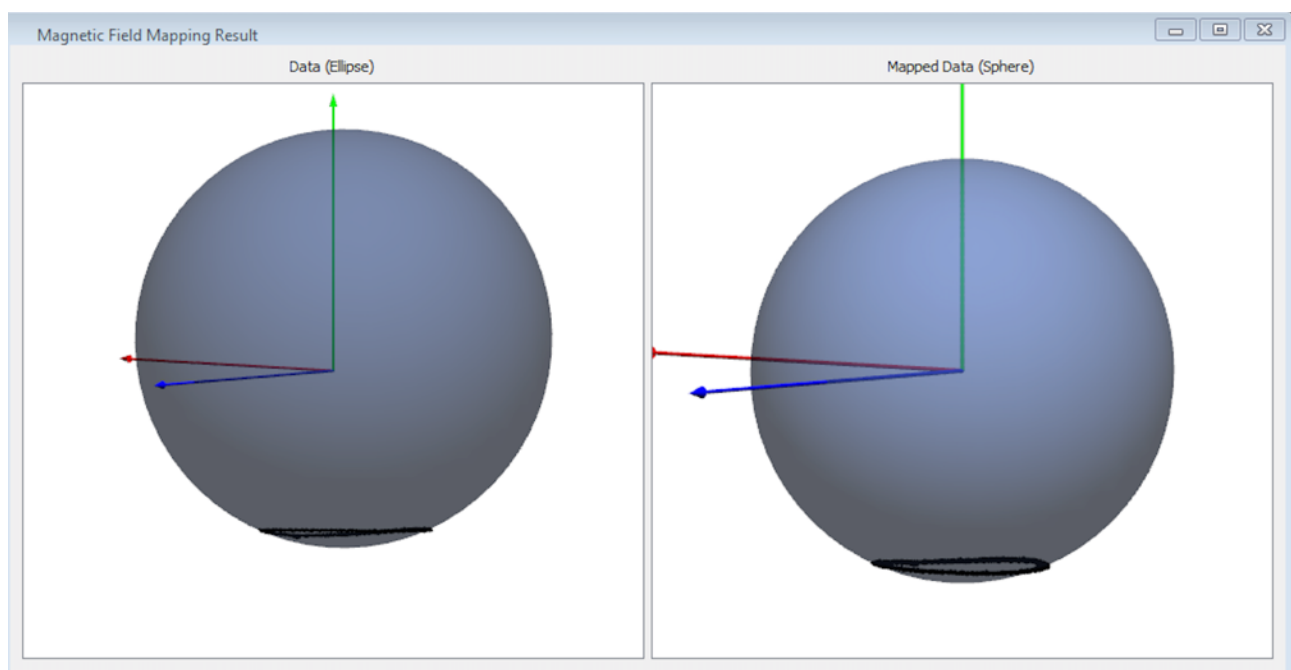 Magnetic Field Mapping Result
Data (Ellipse)
Mapped Data (Sphere)